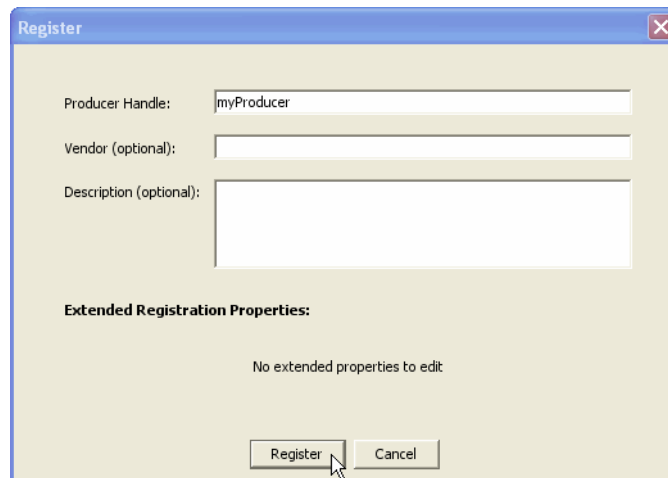 Register
Producer Handle: myProducer
Vendor (optional):
Description (optional):
Extended Registration Properties:
No extended properties to edit
Register Cancel